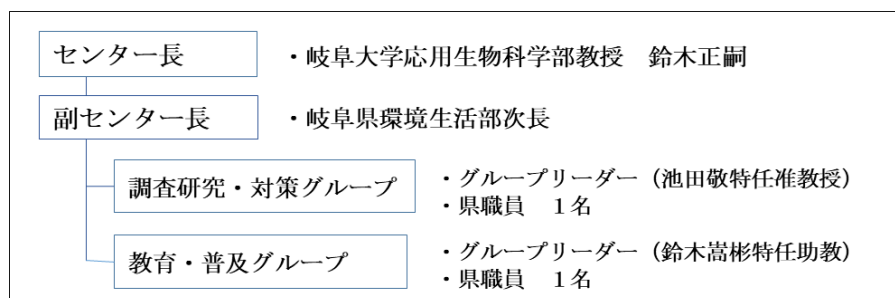 センター長 ・岐阜大学応用生物科学部教授　鈴木正嗣
副センター長 ・岐阜県環境生活部次長
調査研究・対策グループ ・グループリーダー（池田敬特任准教授）
・県職員　１名
教育・普及グループ ・グループリーダー（鈴木嵩彬特任助教）
・県職員　１名